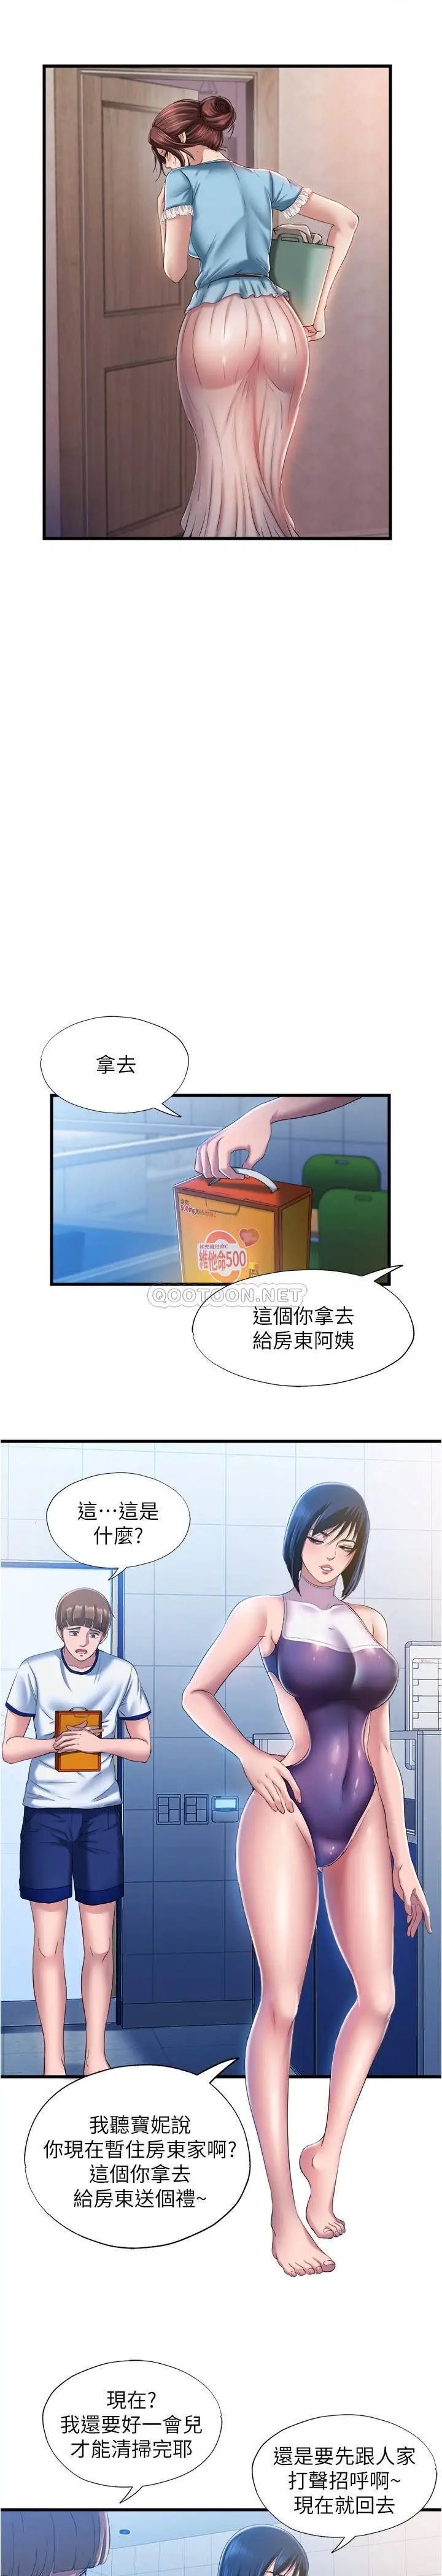 拿去
500mg
維他命500
QOOTOON.NET
這個你拿去
給房東阿姨
這…這是
什麼?
我聽寶妮說
你現在暫住房東家啊?
這個你拿去
給房東送個禮~
現在?
我還要好一會兒
才能清掃完耶
還是要先跟人家
打聲招呼啊~
現在就回去